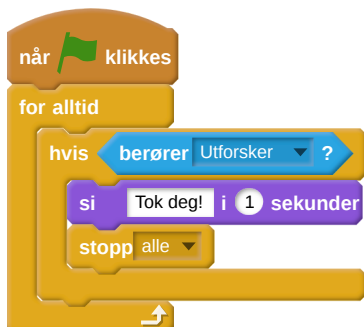 når klikkes
for alltid
hvis berører Utforsker ?
si Tok deg! i 1 sekunder
stopp alle